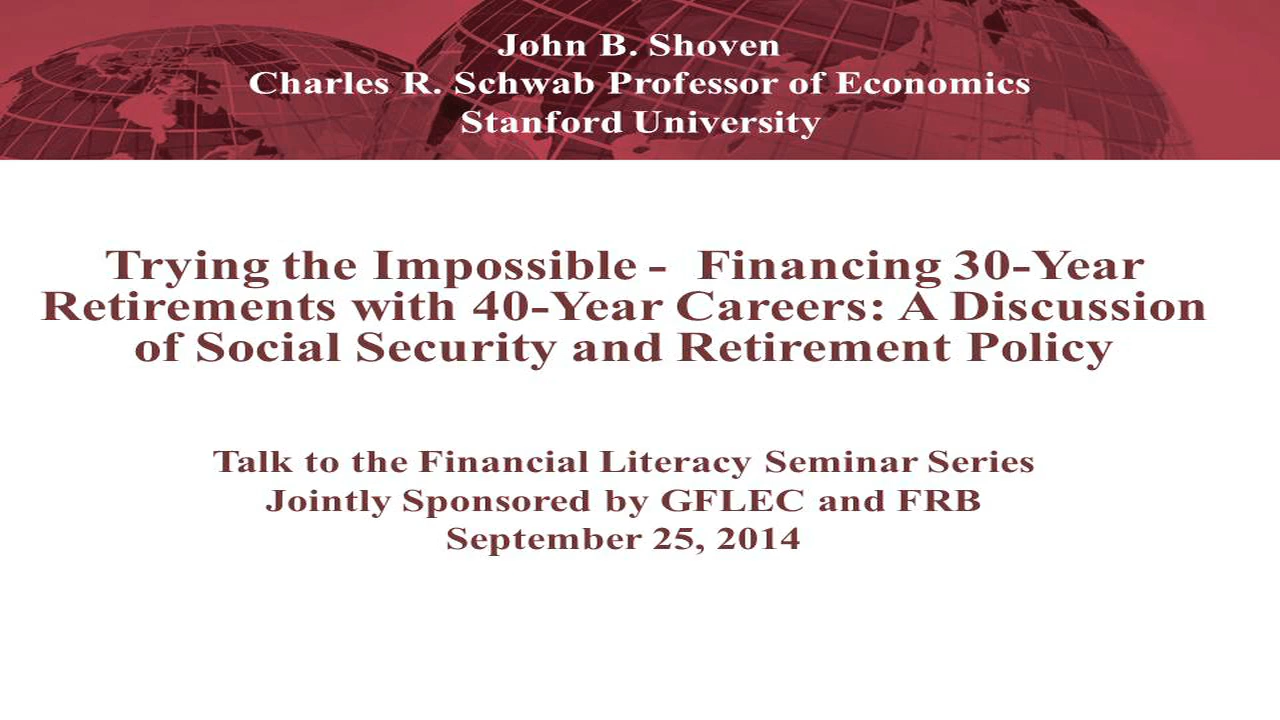 John B. Shoven
Charles R. Schwab Professor of Economics
Stanford University
Trying the Impossible -  Financing 30-Year
Retirements with 40-Year Careers: A Discussion
of Social Security and Retirement Policy
Talk to the Financial Literacy Seminar Series
Jointly Sponsored by GFLEC and FRB
September 25, 2014